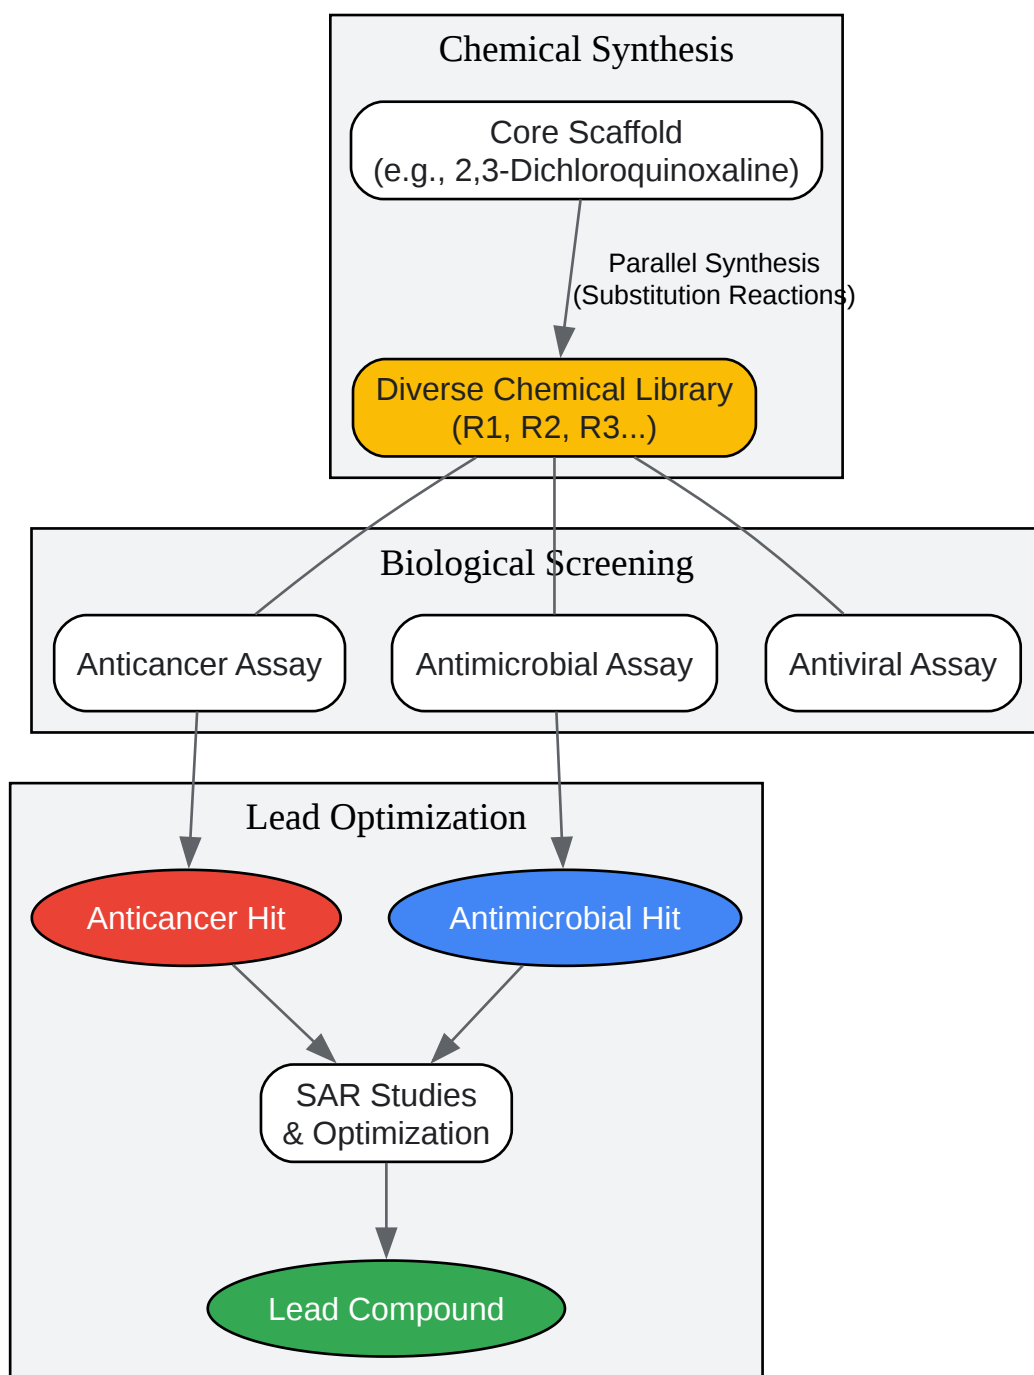 Chemical Synthesis
Core Scaffold
(e.g., 2,3-Dichloroquinoxaline)
Parallel Synthesis
(Substitution Reactions)
Diverse Chemical Library
(R1, R2, R3...)
Biological Screening
Anticancer Assay
Antimicrobial Assay
Antiviral Assay
Lead Optimization
Anticancer Hit
Antimicrobial Hit
SAR Studies
& Optimization
Lead Compound